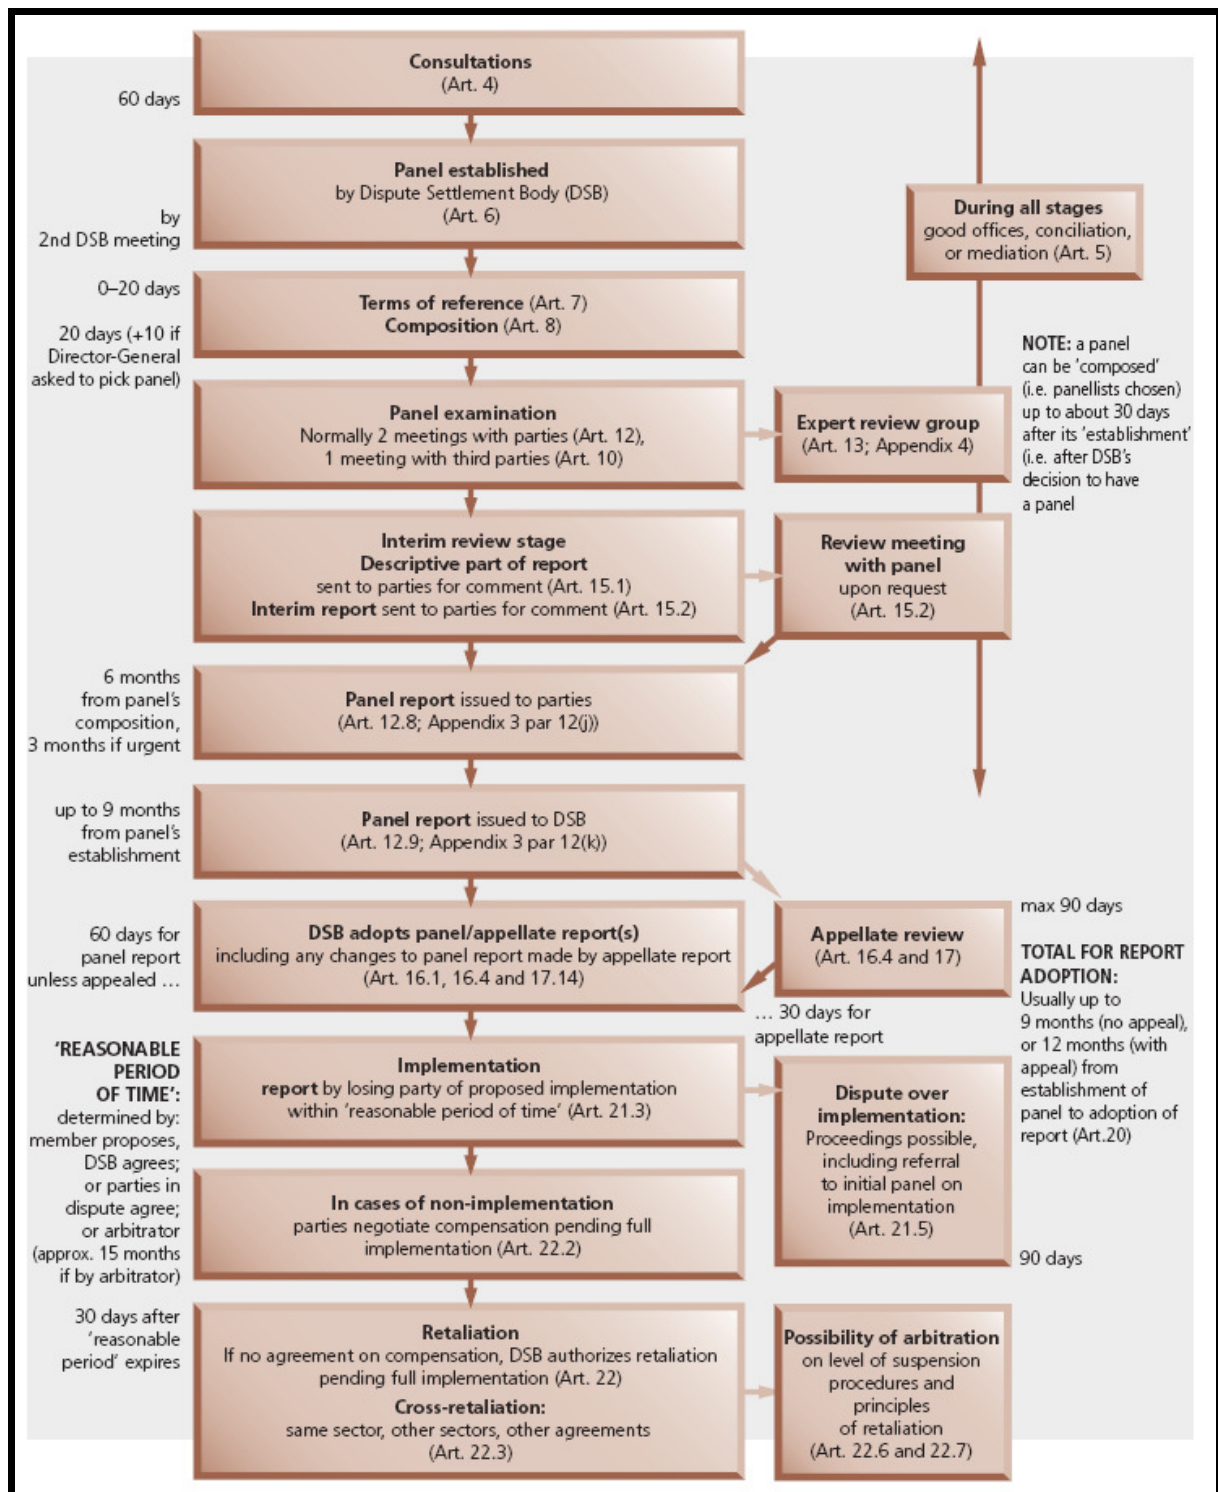 Consultations
(Art. 4)
60 days
Panel established
by Dispute Settlement Body (DSB)
(Art. 6)
by
2nd DSB meeting
During all stages
good offices, conciliation,
or mediation (Art. 5)
0–20 days
Terms of reference (Art. 7)
Composition (Art. 8)
20 days (+10 if
Director-General
asked to pick panel)
NOTE: a panel
can be ‘composed’
(i.e. panellists chosen)
up to about 30 days
after its ‘establishment’
(i.e. after DSB’s
decision to have
a panel
Panel examination
Normally 2 meetings with parties (Art. 12),
1 meeting with third parties (Art. 10)
Expert review group
(Art. 13; Appendix 4)
Interim review stage
Descriptive part of report
sent to parties for comment (Art. 15.1)
Interim report sent to parties for comment (Art. 15.2)
Review meeting
with panel
upon request
(Art. 15.2)
6 months
from panel’s
composition,
3 months if urgent
Panel report issued to parties
(Art. 12.8; Appendix 3 par 12(j))
up to 9 months
from panel’s
establishment
Panel report issued to DSB
(Art. 12.9; Appendix 3 par 12(k))
60 days for
panel report
unless appealed ...
DSB adopts panel/appellate report(s)
including any changes to panel report made by appellate report
(Art. 16.1, 16.4 and 17.14)
Appellate review
(Art. 16.4 and 17)
max 90 days
... 30 days for
appellate report
TOTAL FOR REPORT
ADOPTION:
Usually up to
9 months (no appeal),
or 12 months (with
appeal) from
establishment of
panel to adoption of
report (Art.20)
‘REASONABLE
PERIOD
OF TIME’:
determined by:
member proposes,
DSB agrees;
or parties in
dispute agree;
or arbitrator
(approx. 15 months
if by arbitrator)
Implementation
report by losing party of proposed implementation
within ‘reasonable period of time’ (Art. 21.3)
Dispute over
implementation:
Proceedings possible,
including referral
to initial panel on
implementation
(Art. 21.5)
90 days
In cases of non-implementation
parties negotiate compensation pending full
implementation (Art. 22.2)
30 days after
‘reasonable
period’ expires
Retaliation
If no agreement on compensation, DSB authorizes retaliation
pending full implementation (Art. 22)
Cross-retaliation:
same sector, other sectors, other agreements
(Art. 22.3)
Possibility of arbitration
on level of suspension
procedures and
principles
of retaliation
(Art. 22.6 and 22.7)